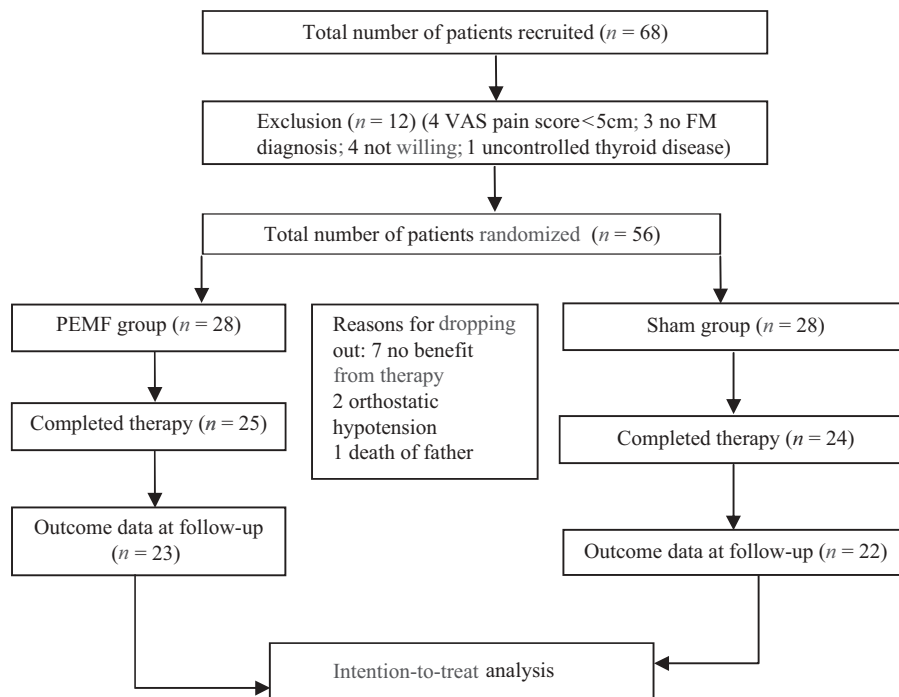 Total number of patients recruited (n = 68)
Exclusion (n = 12) (4 VAS pain score<5cm; 3 no FM
diagnosis; 4 not willing; 1 uncontrolled thyroid disease)
Total number of patients randomized (n = 56)
PEMF group (n = 28)
Reasons for dropping
out: 7 no benefit
from therapy
2 orthostatic
hypotension
1 death of father
Sham group (n = 28)
Completed therapy (n = 25)
Completed therapy (n = 24)
Outcome data at follow-up
(n = 23)
Outcome data at follow-up (n = 22)
Intention-to-treat analysis